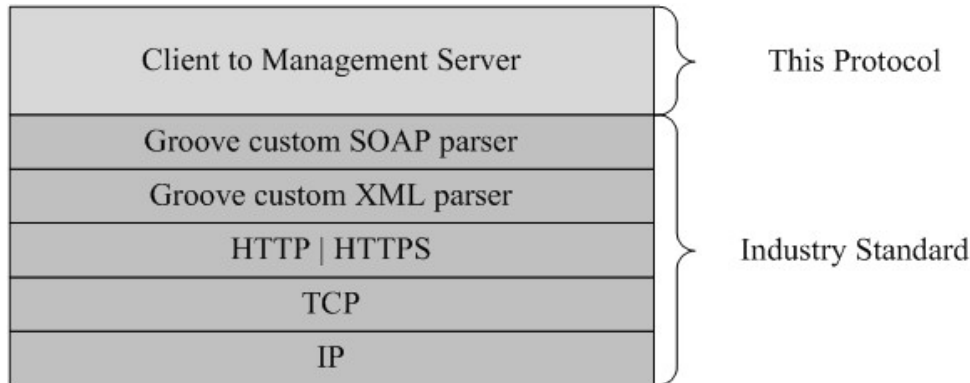 Client to Management Server
This Protocol
Groove custom SOAP parser
Groove custom XML parser
HTTP | HTTPS
Industry Standard
TCP
IP